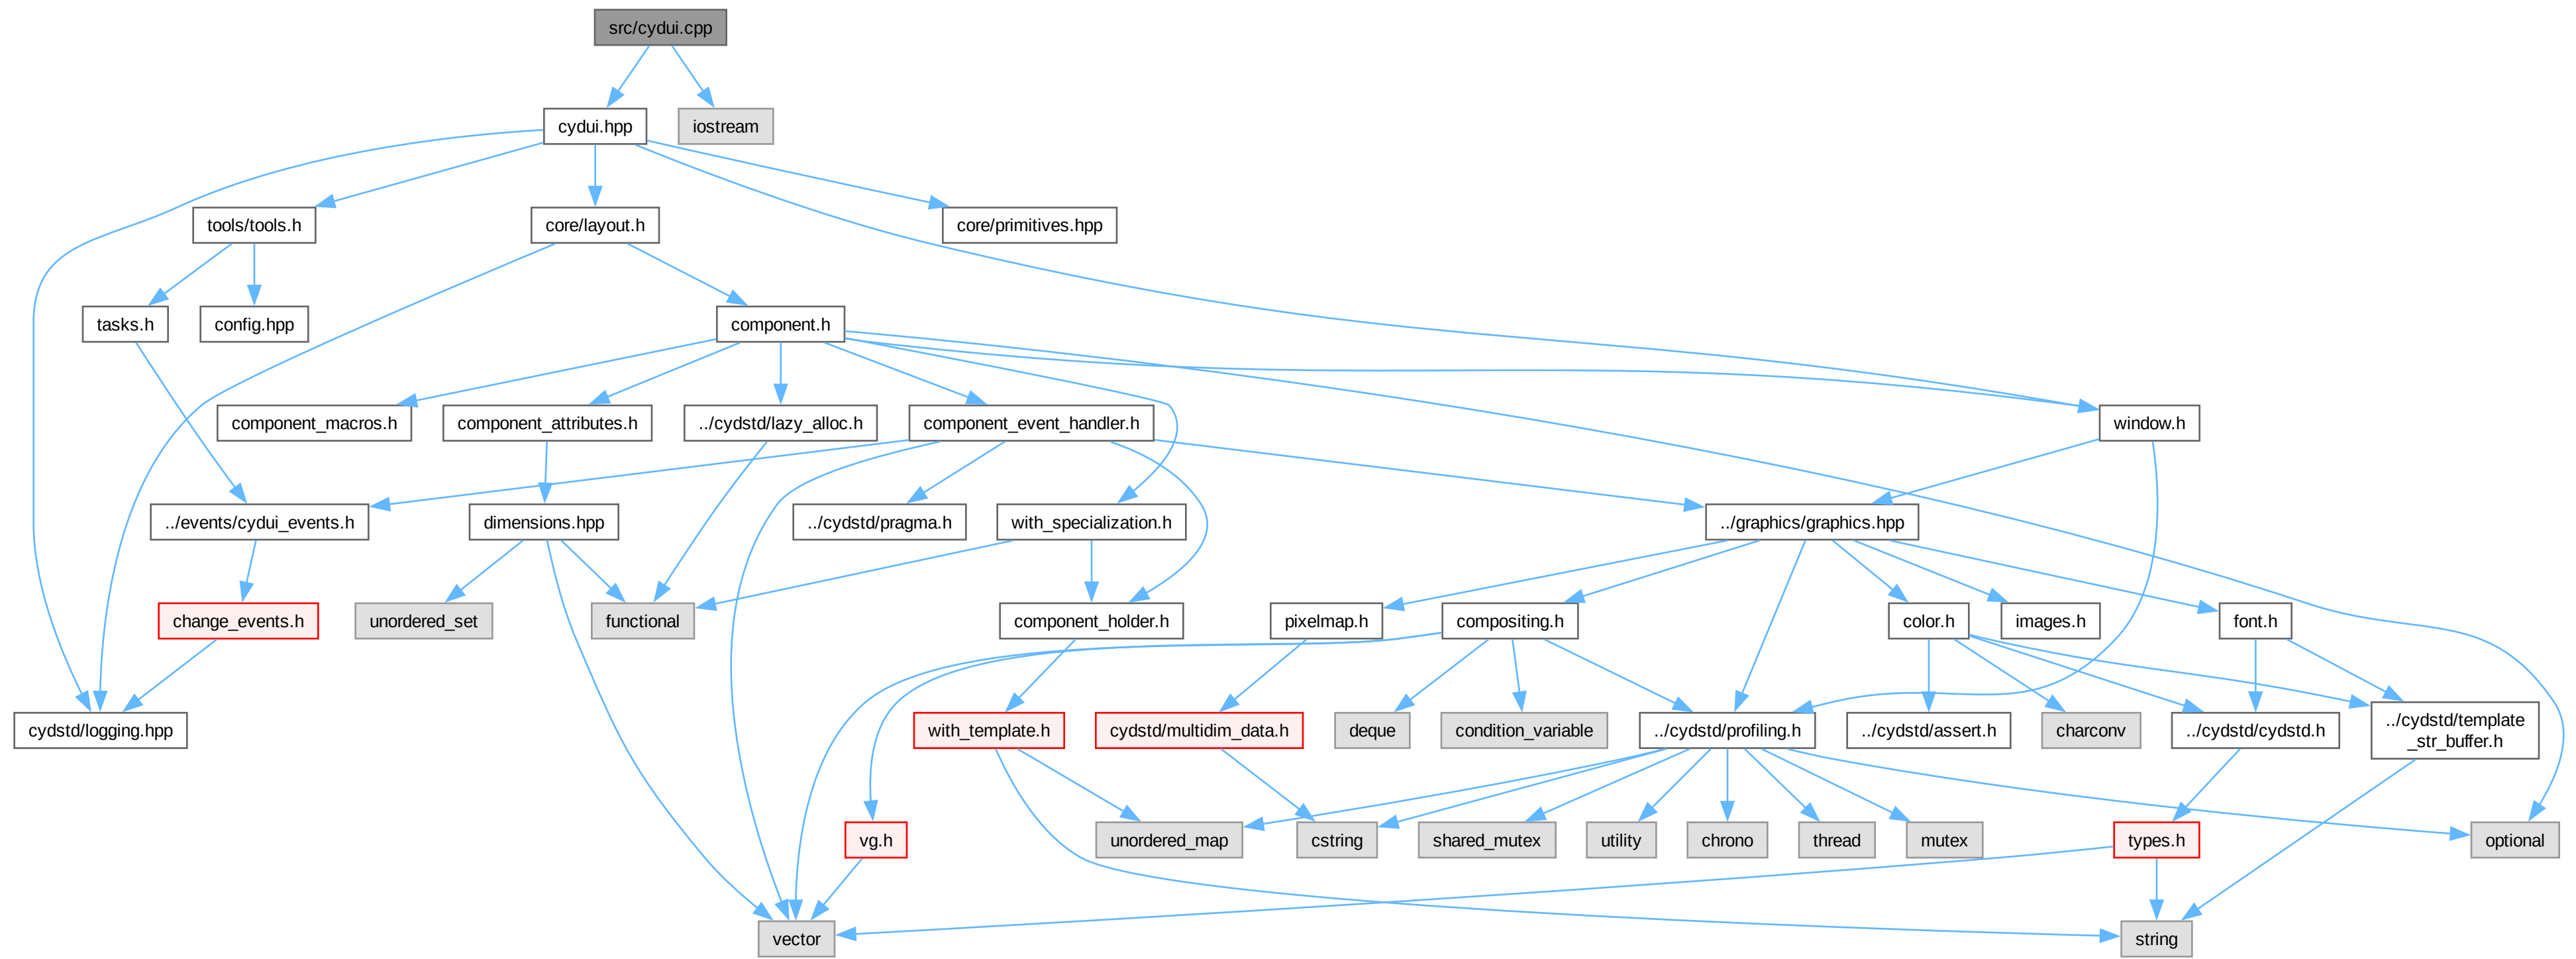 src/cydui.cpp
cydui.hpp
iostream
tools/tools.h
core/layout.h
core/primitives.hpp
tasks.h
config.hpp
component.h
component_macros.h
component_attributes.h
../cydstd/lazy_alloc.h
component_event_handler.h
window.h
../events/cydui_events.h
dimensions.hpp
../cydstd/pragma.h
with_specialization.h
../graphics/graphics.hpp
change_events.h
unordered_set
functional
component_holder.h
pixelmap.h
compositing.h
color.h
images.h
font.h
cydstd/logging.hpp
with_template.h
cydstd/multidim_data.h
deque
condition_variable
../cydstd/profiling.h
../cydstd/assert.h
charconv
../cydstd/cydstd.h
../cydstd/template
_str_buffer.h
vg.h
unordered_map
cstring
shared_mutex
utility
chrono
thread
mutex
types.h
optional
vector
string